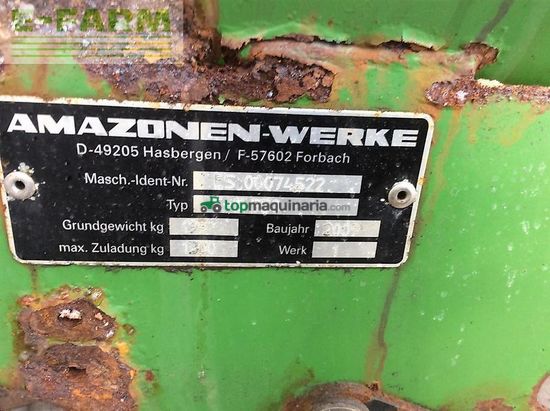 E-FARM
AMAZONEN-WERKE
D-49205 Hasbergen / F-57602 Forbach
Masch.-Ident-Nr.
Typ topmaquinaria.com
Grundgewicht kg Baujahr
max. Zuladung kg Werk